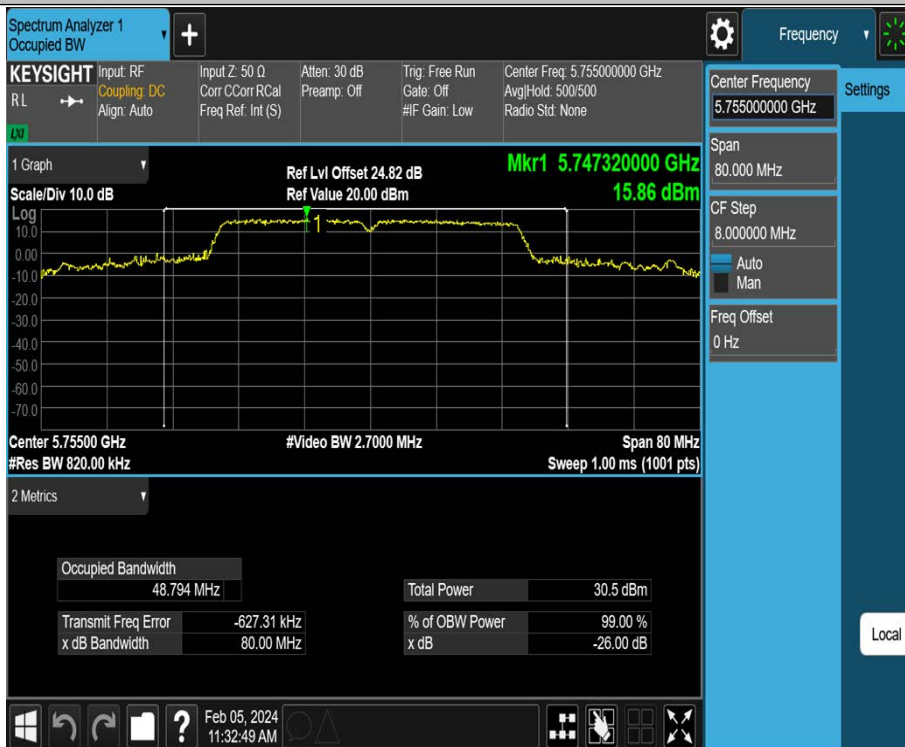 Spectrum Analyzer 1
Occupied BW
+
Frequency
KEYSIGHT
RL
LXI
Input: RF
Coupling: DC
Align: Auto
Input Z: 50 Ω
Corr CCorr RCal
Freq Ref: Int (S)
Atten: 30 dB
Preamp: Off
Trig: Free Run
Gate: Off
#IF Gain: Low
Center Freq: 5.755000000 GHz
Avg|Hold: 500/500
Radio Std: None
1 Graph
Scale/Div 10.0 dB
Ref Lvl Offset 24.82 dB
Ref Value 20.00 dBm
Mkr1 5.747320000 GHz
15.86 dBm
Log
10.0
0.00
-10.0
-20.0
-30.0
-40.0
-50.0
-60.0
-70.0
1
Center 5.75500 GHz
#Video BW 2.7000 MHz
Span 80 MHz
#Res BW 820.00 kHz
Sweep 1.00 ms (1001 pts)
2 Metrics
Occupied Bandwidth
48.794 MHz
Total Power 30.5 dBm
Transmit Freq Error -627.31 kHz
% of OBW Power 99.00 %
x dB Bandwidth 80.00 MHz
x dB -26.00 dB
?
Feb 05, 2024
11:32:49 AM
Center Frequency
5.755000000 GHz
Settings
Span
80.000 MHz
CF Step
8.000000 MHz
Auto
Man
Freq Offset
0 Hz
Local